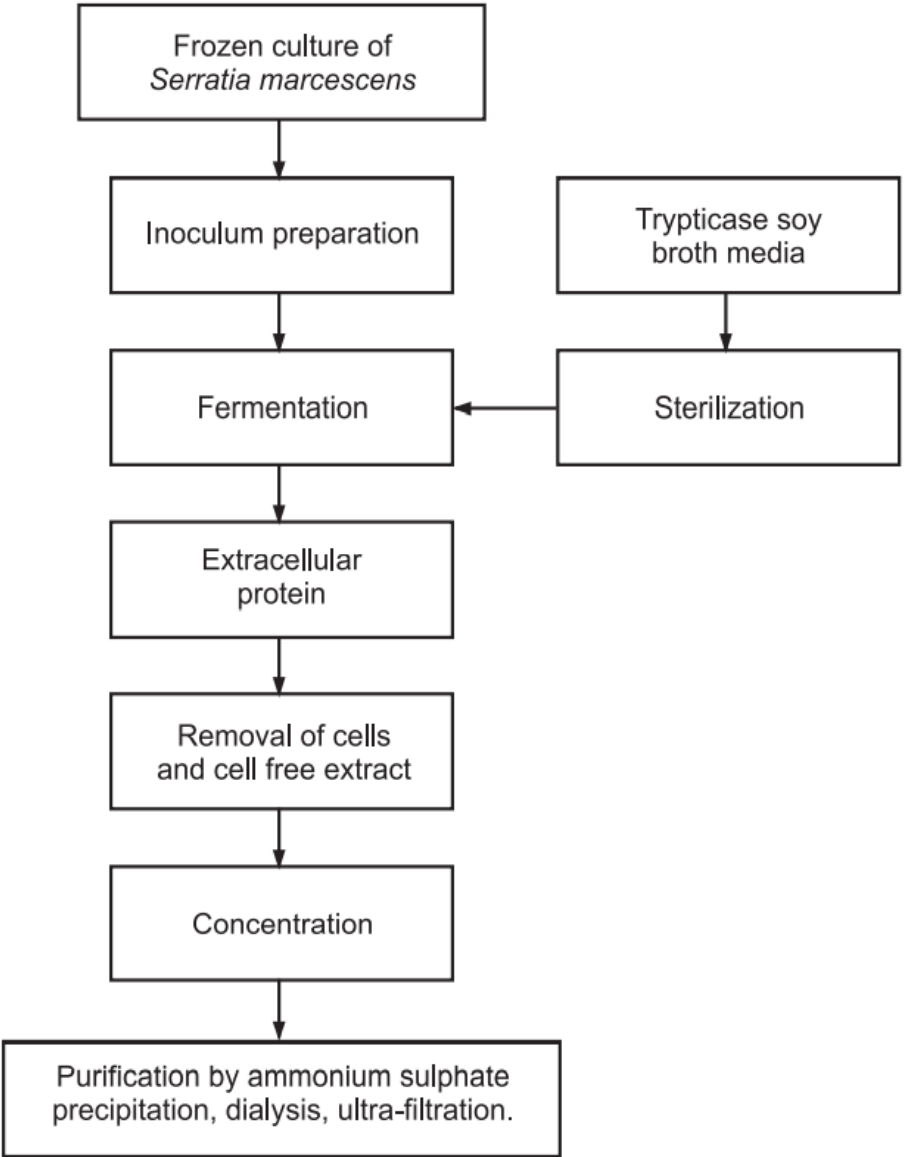 Frozen culture of
Serratia marcescens
Inoculum preparation
Trypticase soy
broth media
Fermentation
Sterilization
Extracellular
protein
Removal of cells
and cell free extract
Concentration
Purification by ammonium sulphate
precipitation, dialysis, ultra-filtration.